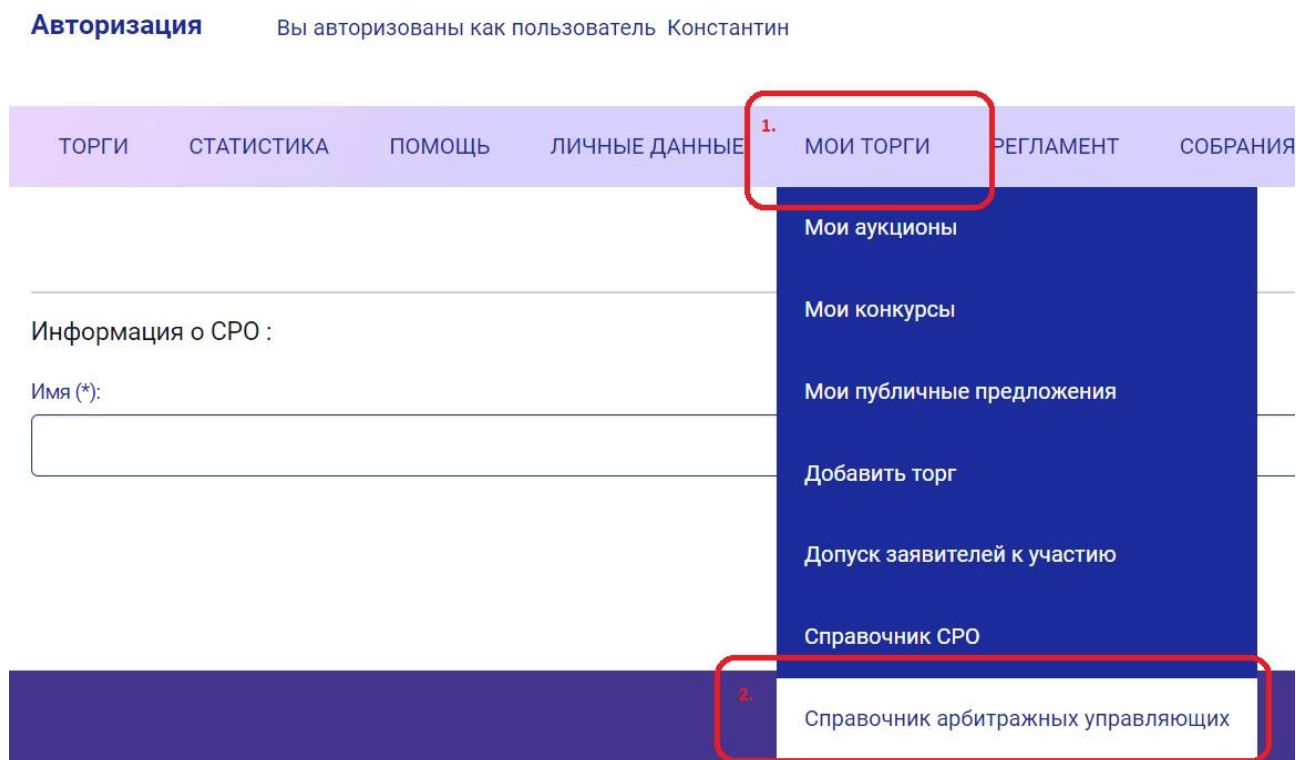 Авторизация Вы авторизованы как пользователь Константин
ТОРГИ СТАТИСТИКА ПОМОЩЬ ЛИЧНЫЕ ДАННЫЕ 1. МОИ ТОРГИ РЕГЛАМЕНТ СОБРАНИЯ
Мои аукционы
Мои конкурсы
Информация о СРО :
Имя (*):
Мои публичные предложения
Добавить торг
Допуск заявителей к участию
Справочник СРО
2. Справочник арбитражных управляющих